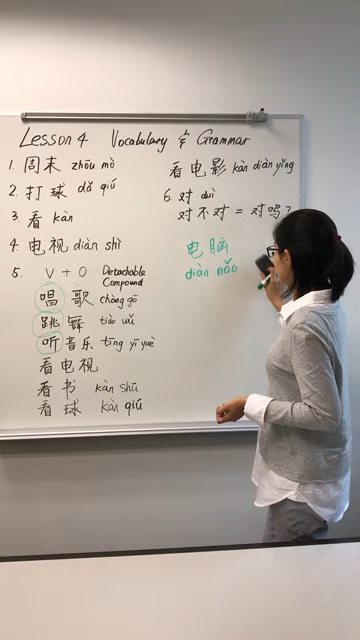 Lesson 4 Vocabulary & Grammar
1. 周末 zhōu mò
2. 打球 dǎ qiú
3. 看 kàn
4. 电视 diàn shì
5. V + O Detachable Compound
唱歌 chàng gē
跳舞 tiào wǔ
听音乐 tīng yīn yuè
看电视
看书 kàn shū
看球 kàn qiú
看电影 kàn diàn yǐng
6. 对 duì
对不对 = 对吗?
电脑
diàn nǎo